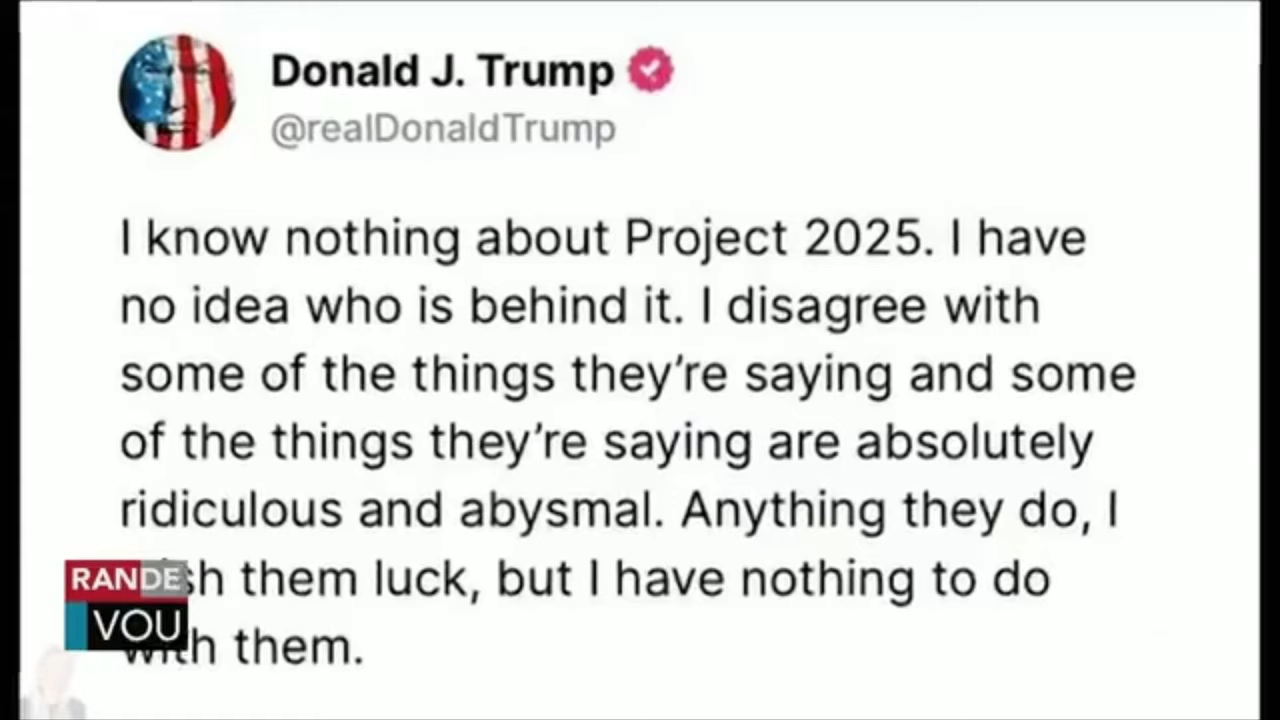 Donald J. Trump
@realDonaldTrump
I know nothing about Project 2025. I have
no idea who is behind it. I disagree with
some of the things they’re saying and some
of the things they’re saying are absolutely
ridiculous and abysmal. Anything they do, I
wish them luck, but I have nothing to do
with them.
RANDE
VOU